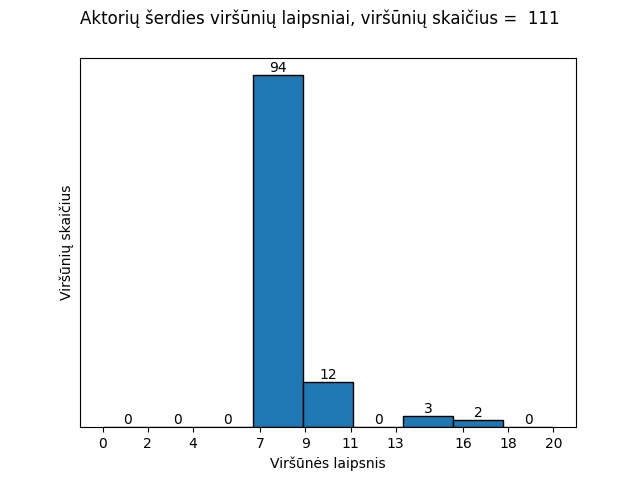 Aktorių šerdies viršūnių laipsniai, viršūnių skaičius =  111
Viršūnių skaičius
94
12
0 0 0 0 3 2 0
0 2 4 7 9 11 13 16 18 20
Viršūnės laipsnis